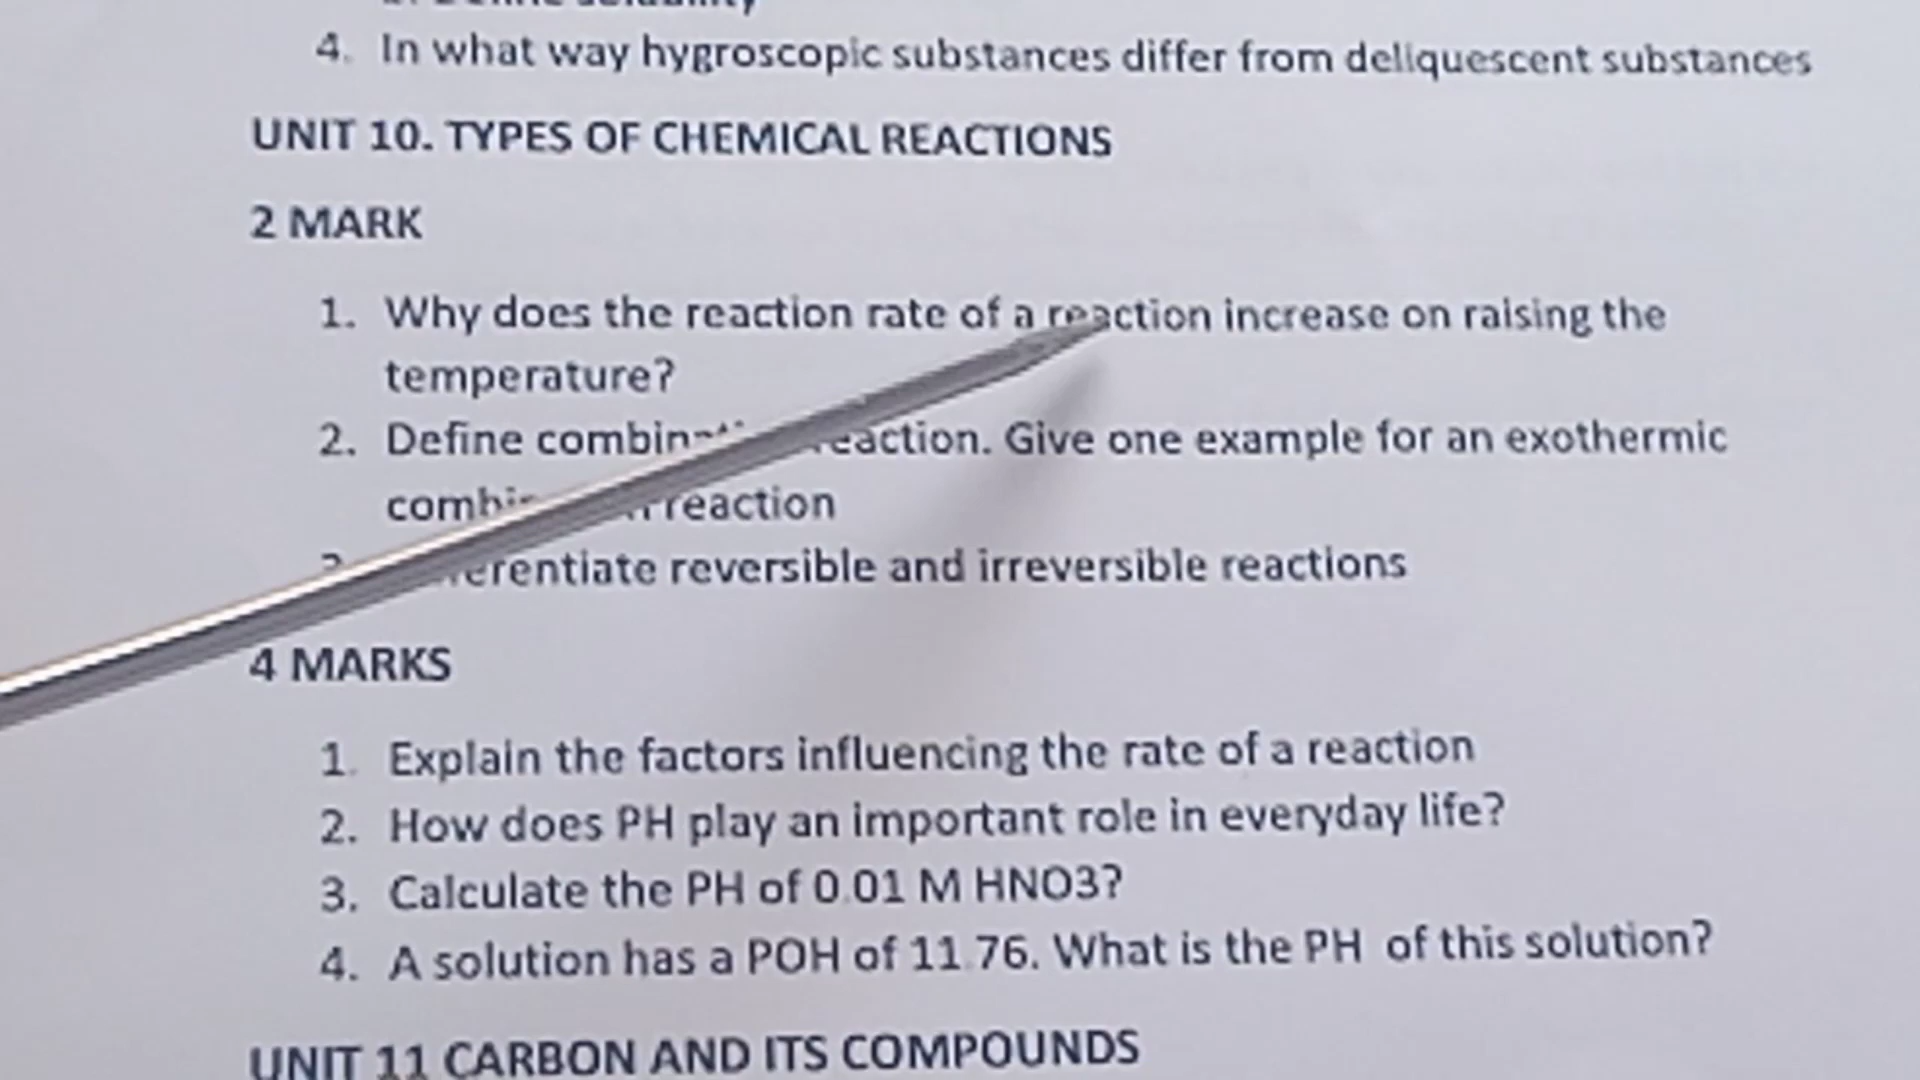 4. In what way hygroscopic substances differ from deliquescent substances
UNIT 10. TYPES OF CHEMICAL REACTIONS
2 MARK
1. Why does the reaction rate of a reaction increase on raising the
temperature?
2. Define reaction. Give one example for an exothermic
reaction
reversible and irreversible reactions
4 MARKS
1. Explain the factors influencing the rate of a reaction
2. How does PH play an important role in everyday life?
3. Calculate the PH of 0.01 M HNO3?
4. A solution has a POH of 11.76. What is the PH of this solution?
UNIT 11 CARBON AND ITS COMPOUNDS